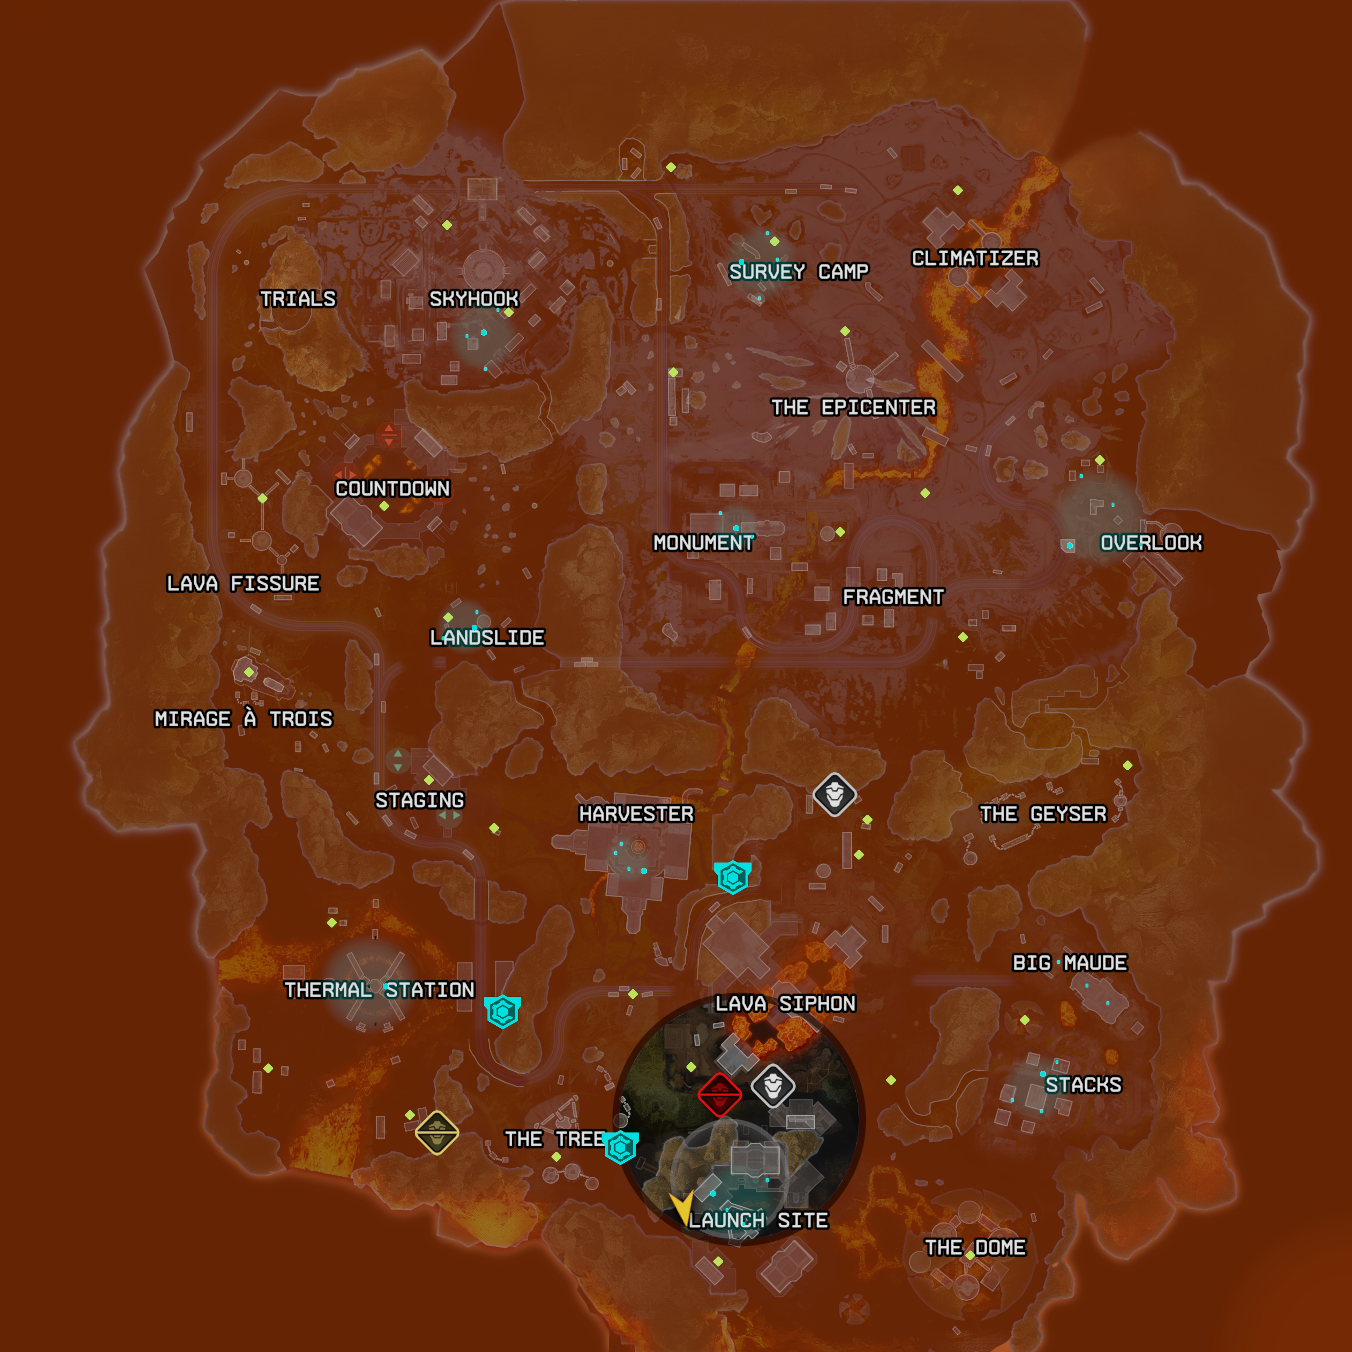 CLIMATIZER
SURVEY CAMP
TRIALS
SKYHOOK
THE EPICENTER
COUNTDOWN
MONUMENT
OVERLOOK
LAVA FISSURE
FRAGMENT
LANDSLIDE
MIRAGE À TROIS
STAGING
HARVESTER
THE GEYSER
BIG MAUDE
THERMAL STATION
LAVA SIPHON
STACKS
THE TREE
LAUNCH SITE
THE DOME